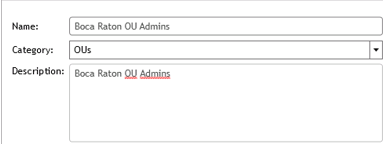 Name: Boca Raton OU Admins
Category: OUs
Description: Boca Raton OU Admins